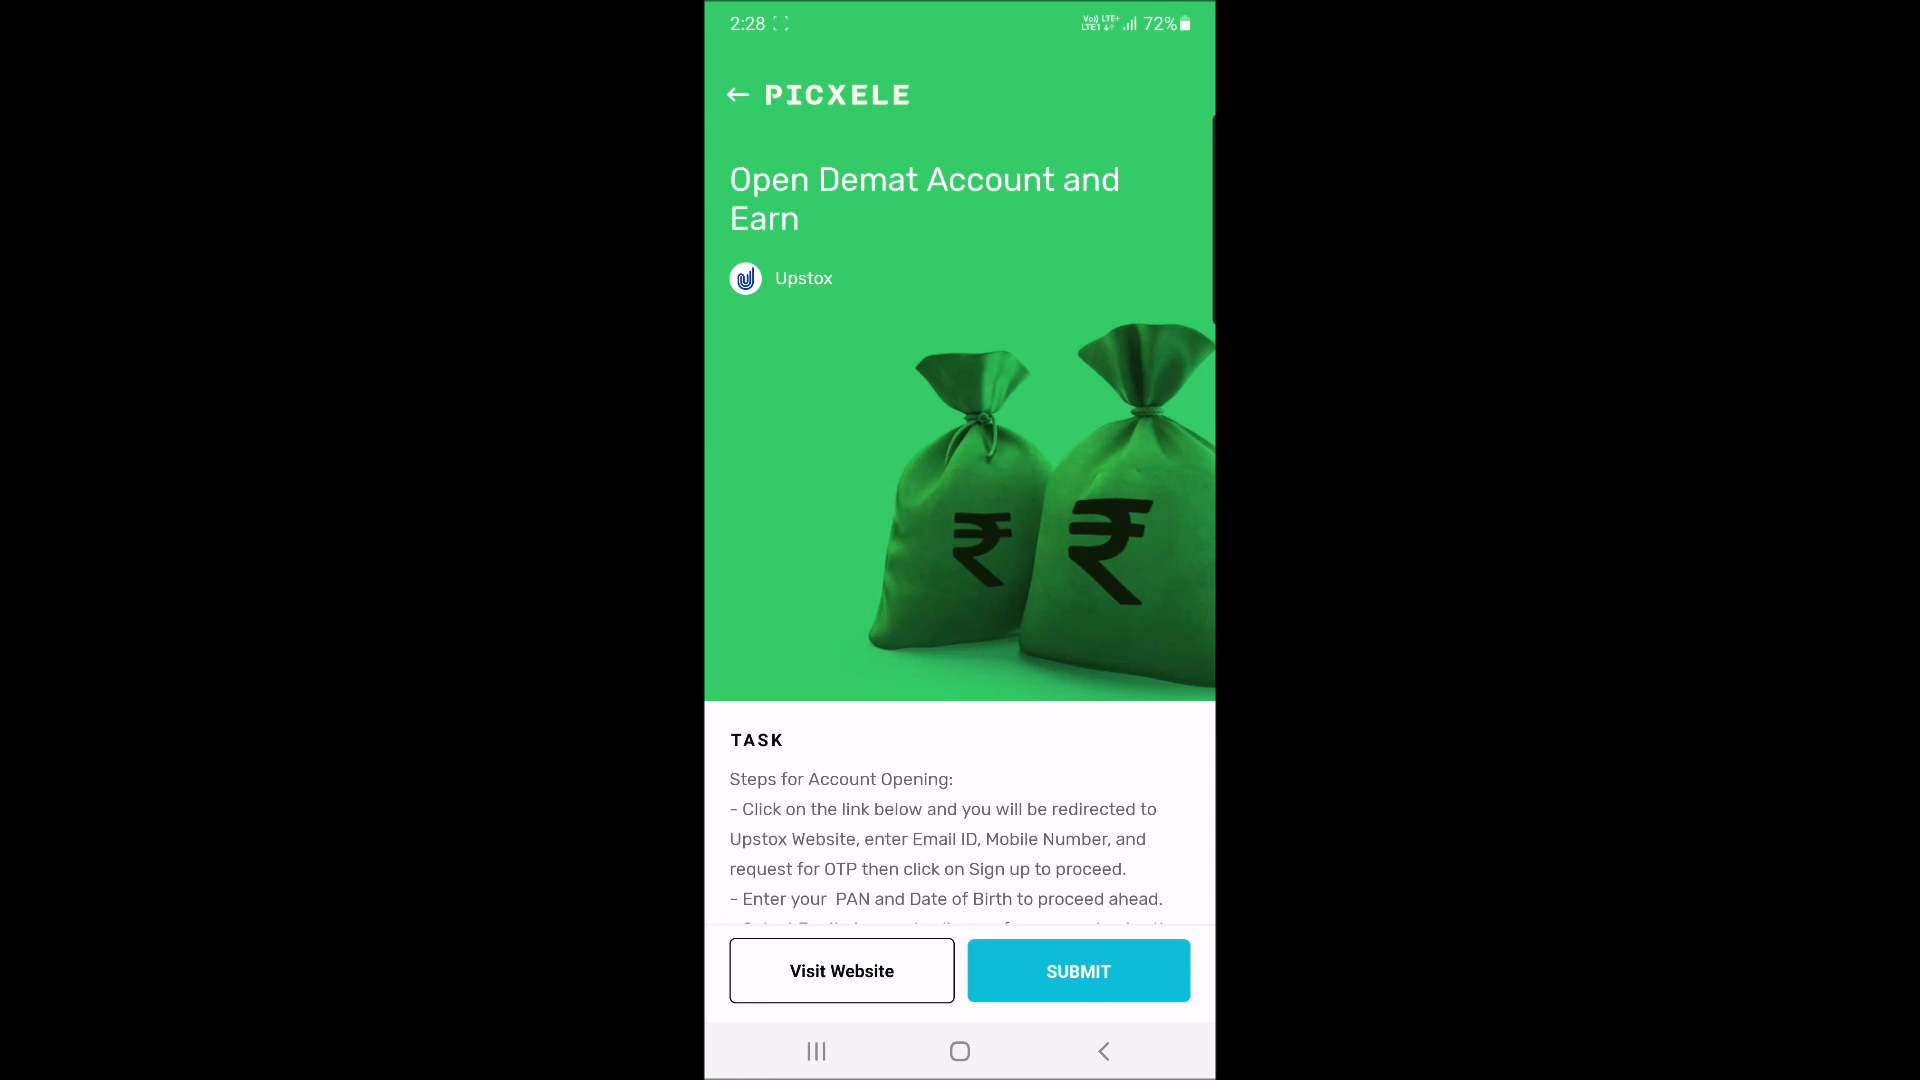 2:28 Vo)) LTE+ LTE1 72%
PICXELE
Open Demat Account and
Earn
Upstox
₹ ₹
TASK
Steps for Account Opening:
- Click on the link below and you will be redirected to
Upstox Website, enter Email ID, Mobile Number, and
request for OTP then click on Sign up to proceed.
- Enter your  PAN and Date of Birth to proceed ahead.
Visit Website SUBMIT